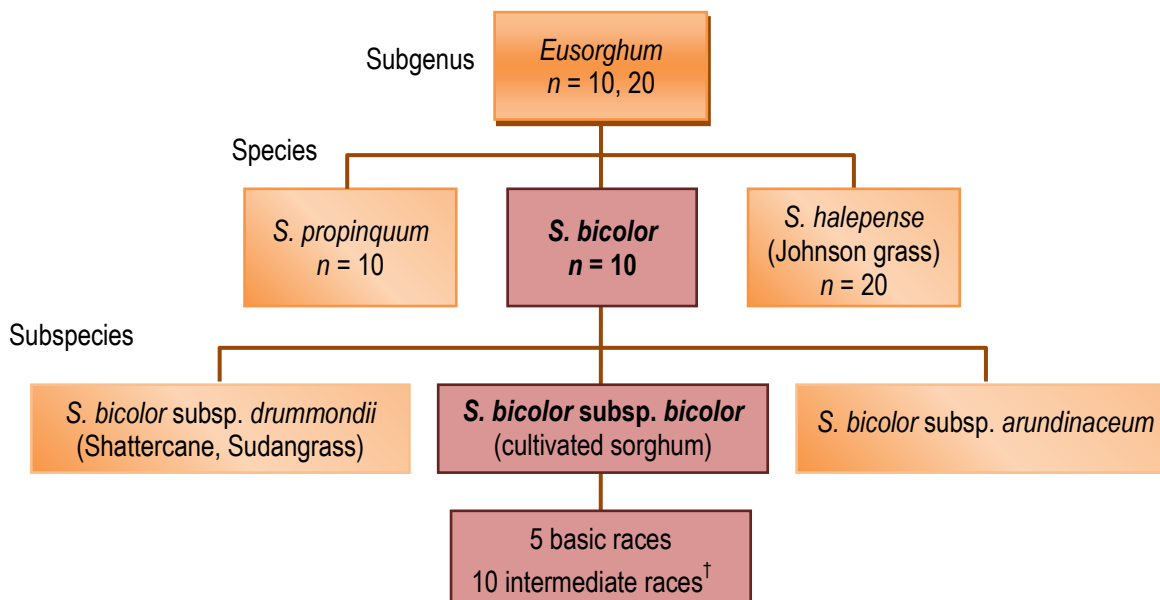 Subgenus
Eusorghum
n = 10, 20
Species
S. propinquum
n = 10
S. bicolor
n = 10
S. halepense
(Johnson grass)
n = 20
Subspecies
S. bicolor subsp. drummondii
(Shattercane, Sudangrass)
S. bicolor subsp. bicolor
(cultivated sorghum)
S. bicolor subsp. arundinaceum
5 basic races
10 intermediate races†